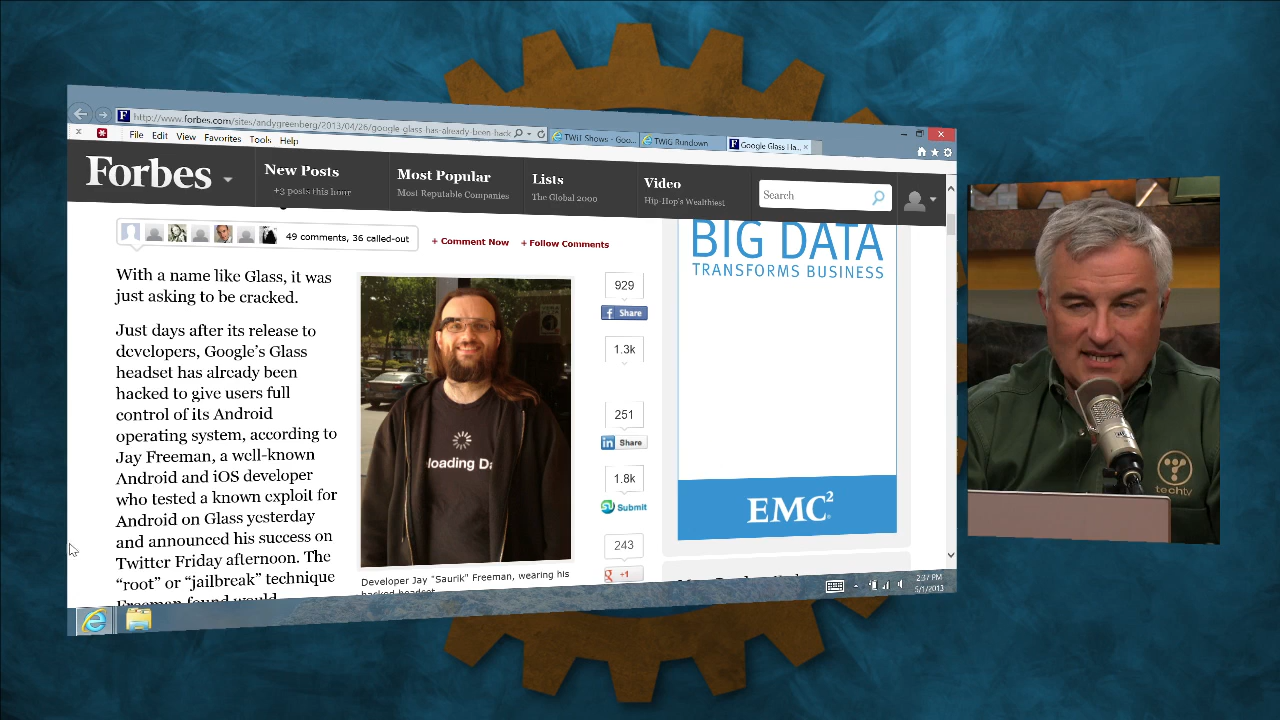 http://www.forbes.com/sites/andygreenberg/2013/04/26/google-glass-has-already-been-hack
TWiT Shows - Goo...
TWiG Rundown
Google Glass Ha...
File Edit View Favorites Tools Help
Forbes
New Posts
+3 posts this hour
Most Popular
Most Reputable Companies
Lists
The Global 2000
Video
Hip-Hop's Wealthiest
Search
49 comments, 36 called-out
+ Comment Now
+ Follow Comments
With a name like Glass, it was
just asking to be cracked.
Just days after its release to
developers, Google's Glass
headset has already been
hacked to give users full
control of its Android
operating system, according to
Jay Freeman, a well-known
Android and iOS developer
who tested a known exploit for
Android on Glass yesterday
and announced his success on
Twitter Friday afternoon. The
"root" or "jailbreak" technique
Freeman found would
loading Da
Developer Jay "Saurik" Freeman, wearing his
hacked headset
929
Share
1.3k
251
in Share
1.8k
Submit
243
+1
BIG DATA
TRANSFORMS BUSINESS
EMC²
2:37 PM
5/1/2013
techtv